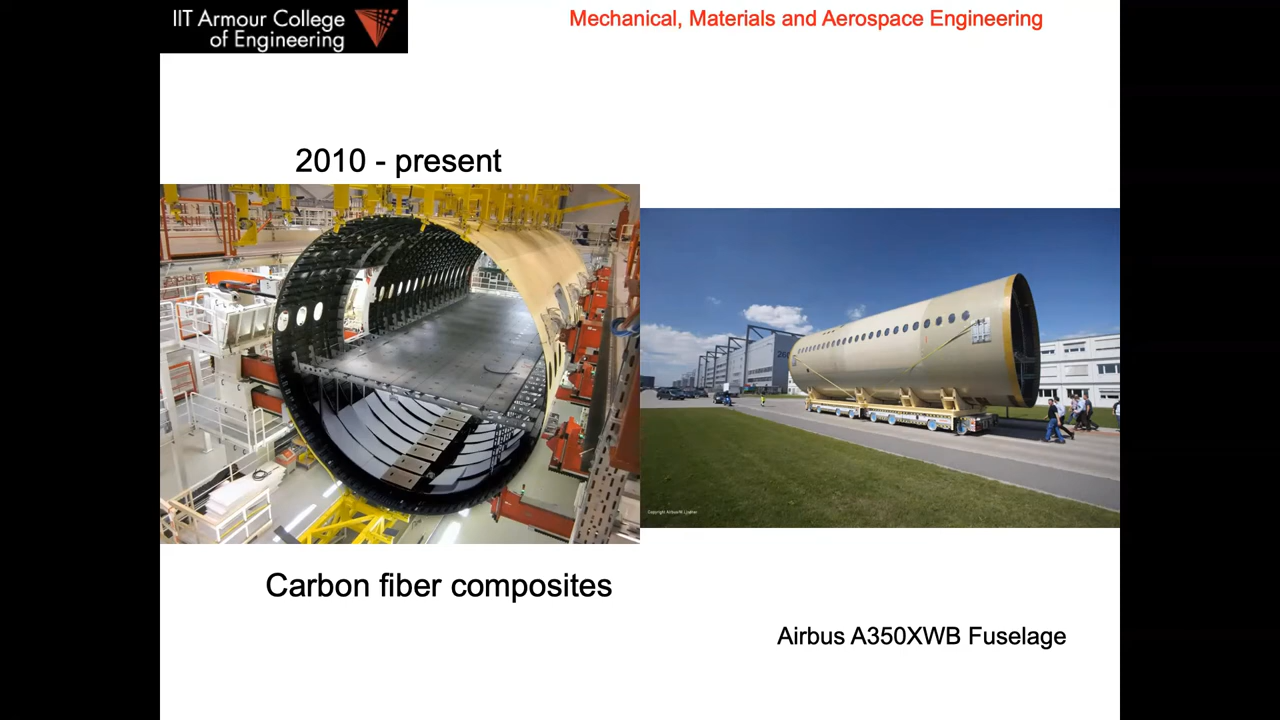 IIT Armour College
of Engineering
Mechanical, Materials and Aerospace Engineering
2010 - present
Carbon fiber composites
Airbus A350XWB Fuselage